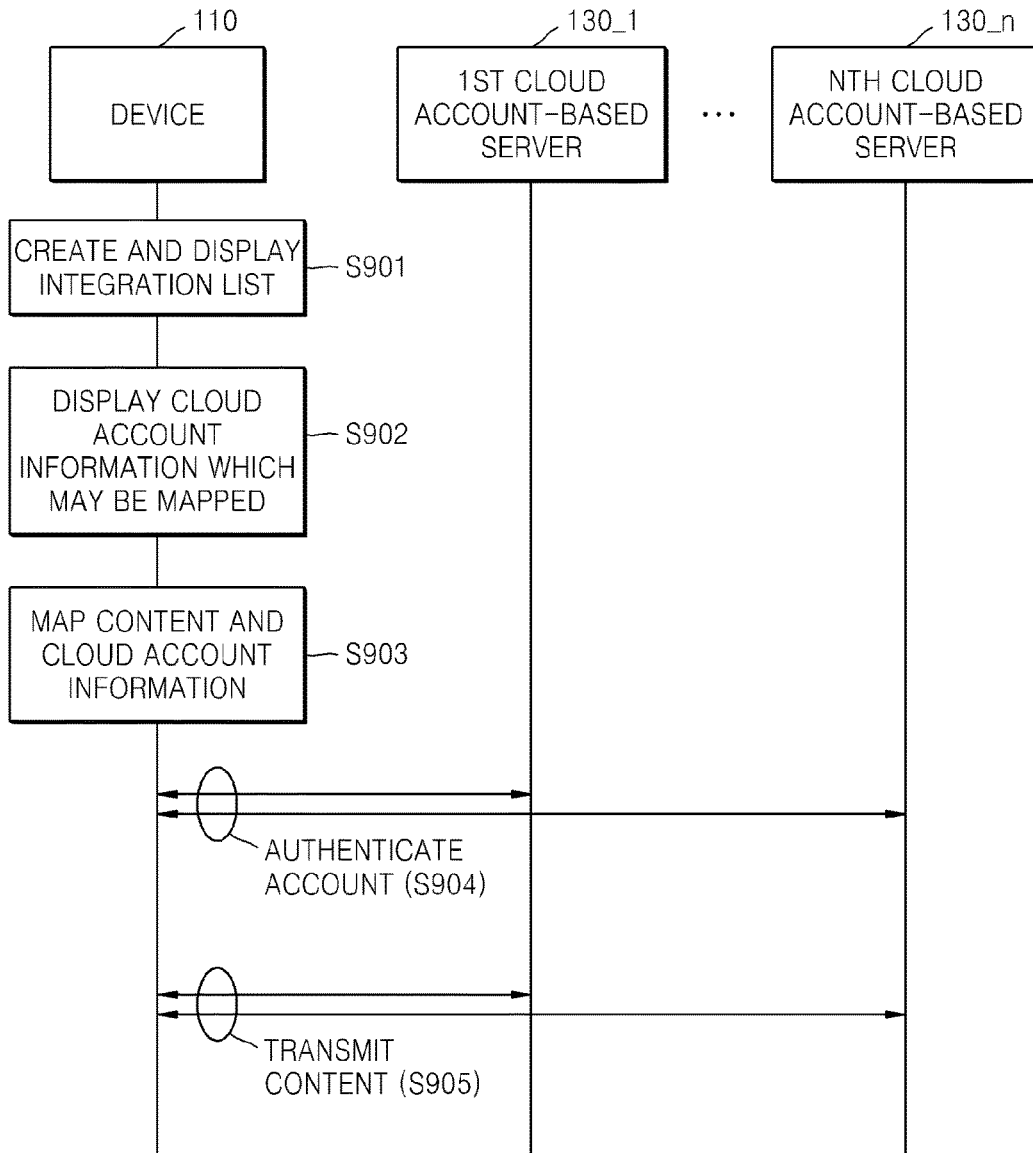 110
130_1
130_n
DEVICE
1ST CLOUD
ACCOUNT-BASED
SERVER
...
NTH CLOUD
ACCOUNT-BASED
SERVER
CREATE AND DISPLAY
INTEGRATION LIST
S901
DISPLAY CLOUD
ACCOUNT
INFORMATION WHICH
MAY BE MAPPED
S902
MAP CONTENT AND
CLOUD ACCOUNT
INFORMATION
S903
AUTHENTICATE
ACCOUNT (S904)
TRANSMIT
CONTENT (S905)